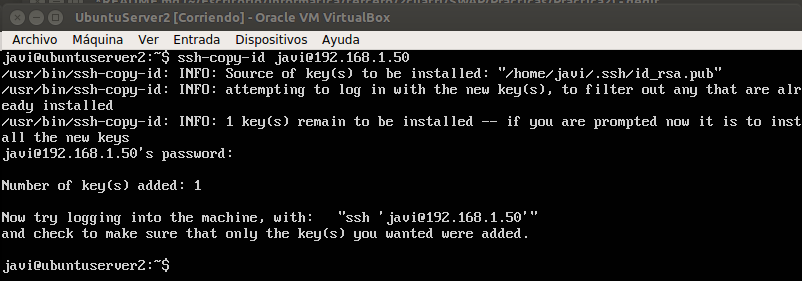 UbuntuServer2 [Corriendo] - Oracle VM VirtualBox
Archivo Máquina Ver Entrada Dispositivos Ayuda
javi@ubuntuserver2:~$ ssh-copy-id javi@192.168.1.50
/usr/bin/ssh-copy-id: INFO: Source of key(s) to be installed: "/home/javi/.ssh/id_rsa.pub"
/usr/bin/ssh-copy-id: INFO: attempting to log in with the new key(s), to filter out any that are alr
eady installed
/usr/bin/ssh-copy-id: INFO: 1 key(s) remain to be installed -- if you are prompted now it is to inst
all the new keys
javi@192.168.1.50's password:
Number of key(s) added: 1
Now try logging into the machine, with:   "ssh 'javi@192.168.1.50'"
and check to make sure that only the key(s) you wanted were added.
javi@ubuntuserver2:~$